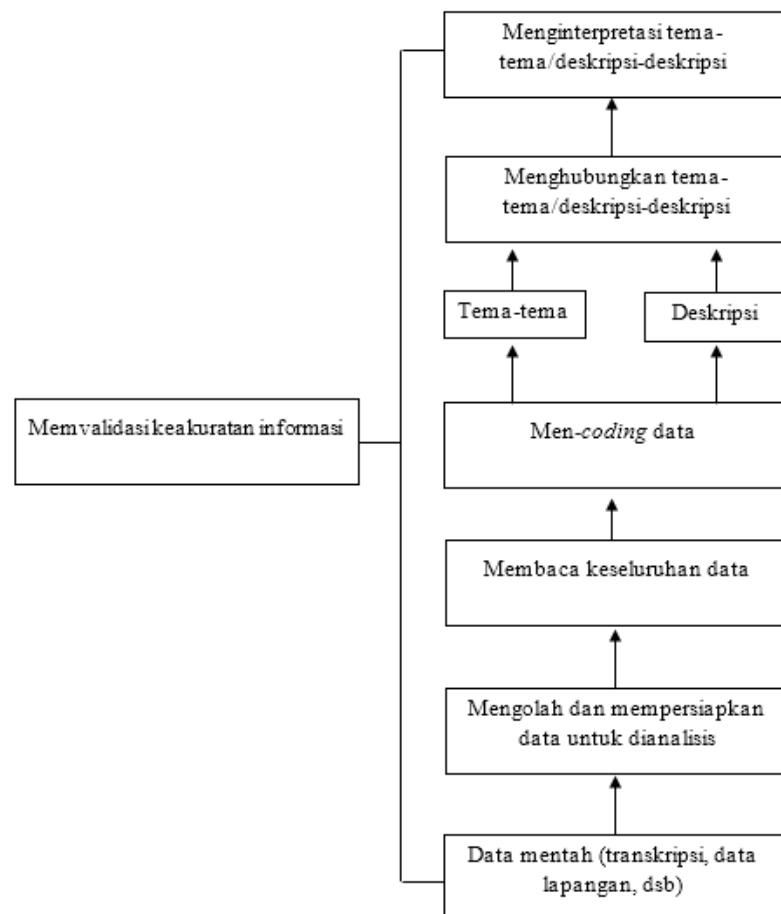 Menginterpretasi tema-
tema/deskripsi-deskripsi
Menghubungkan tema-
tema/deskripsi-deskripsi
Tema-tema
Deskripsi
Memvalidasi keakuratan informasi
Men-coding data
Membaca keseluruhan data
Mengolah dan mempersiapkan
data untuk dianalisis
Data mentah (transkripsi, data
lapangan, dsb)